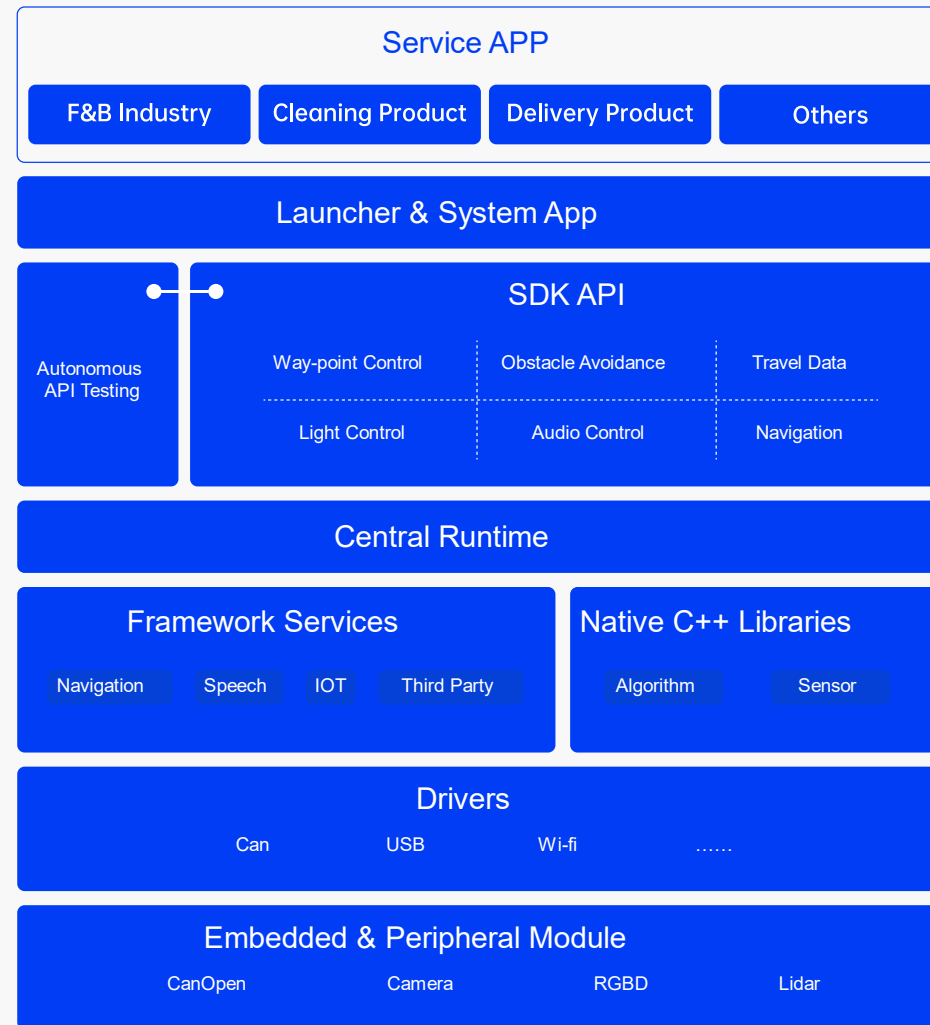 Service APP
F&B Industry
Cleaning Product
Delivery Product
Others
Launcher & System App
Autonomous
API Testing
SDK API
Way-point Control
Obstacle Avoidance
Travel Data
Light Control
Audio Control
Navigation
Central Runtime
Framework Services
Navigation
Speech
IOT
Third Party
Native C++ Libraries
Algorithm
Sensor
Drivers
Can
USB
Wi-fi
……
Embedded & Peripheral Module
CanOpen
Camera
RGBD
Lidar